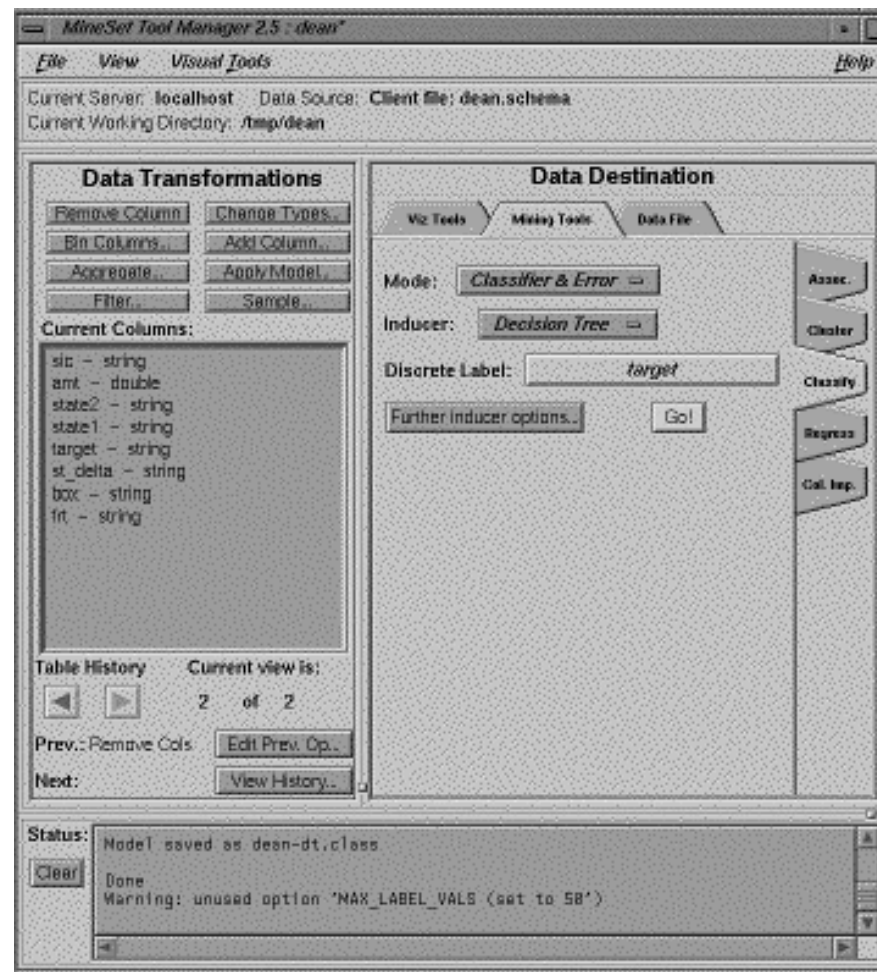 MineSet Tool Manager 2.5 : dean*
File View Visual Tools Help
Current Server: localhost Data Source: Client file: dean.schema
Current Working Directory: /tmp/dean
Data Transformations
Remove Column Change Types..
Bin Columns... Add Column...
Aggregate... Apply Model...
Filter... Sample...
Current Columns:
sic – string
amt – double
state2 – string
state1 – string
target – string
st_delta – string
box – string
frt – string
Table History Current view is:
2 of 2
Prev.: Remove Cols Edit Prev. Op...
Next: View History...
Data Destination
Viz Tools Mining Tools Data File
Mode: Classifier & Error
Inducer: Decision Tree
Discrete Label: target
Further inducer options... Go!
Assoc.
Cluster
Classify
Regress
Col. Imp.
Status:
Clear
Model saved as dean-dt.class
Done
Warning: unused option 'MAX_LABEL_VALS (set to 50')